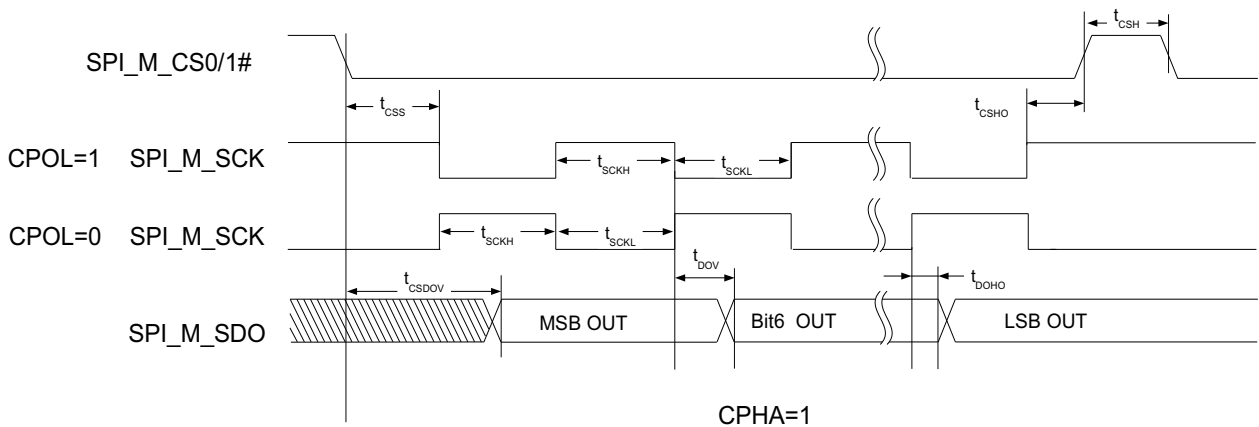 t_CSH
SPI_M_CS0/1#
t_CSS
t_CSHO
CPOL=1 SPI_M_SCK
t_SCKH t_SCKL
CPOL=0 SPI_M_SCK
t_SCKH t_SCKL
t_DOV
t_DOHO
t_CSDOV
SPI_M_SDO
MSB OUT Bit6 OUT LSB OUT
CPHA=1